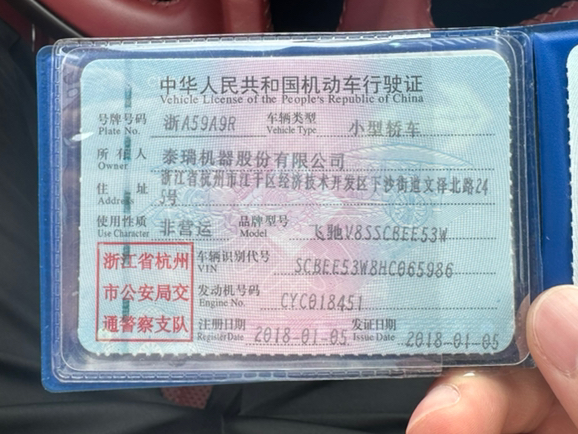 中华人民共和国机动车行驶证
Vehicle License of the People's Republic of China
号牌号码 浙A59A9R 车辆类型 小型轿车
Plate No. Vehicle Type
所有人 泰瑞机器股份有限公司
Owner
住址 浙江省杭州市江干区经济技术开发区下沙街道文泽北路24
Address 5号
使用性质 非营运 品牌型号 飞驰V8SSCBEE53W
Use Character Model
浙江省杭州
市公安局交
通警察支队
车辆识别代号 SCBEE53W8HC065986
VIN
发动机号码 CYC018451
Engine No.
注册日期 2018-01-05 发证日期 2018-01-05
Register Date Issue Date